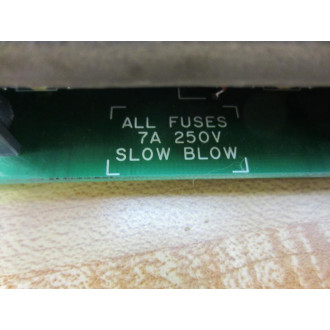 ALL FUSES
7A 250V
SLOW BLOW